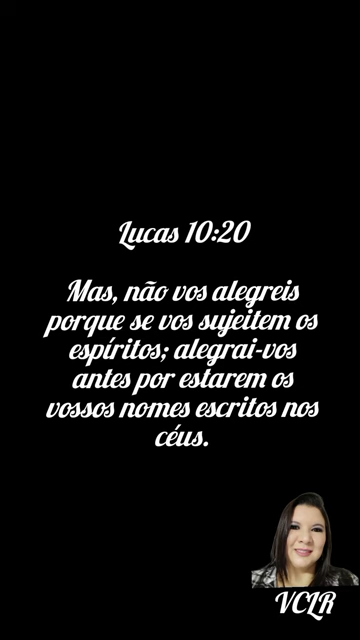 Lucas 10:20
Mas, não vos alegreis
porque se vos sujeitem os
espíritos; alegrai-vos
antes por estarem os
vossos nomes escritos nos
céus.
VCLR